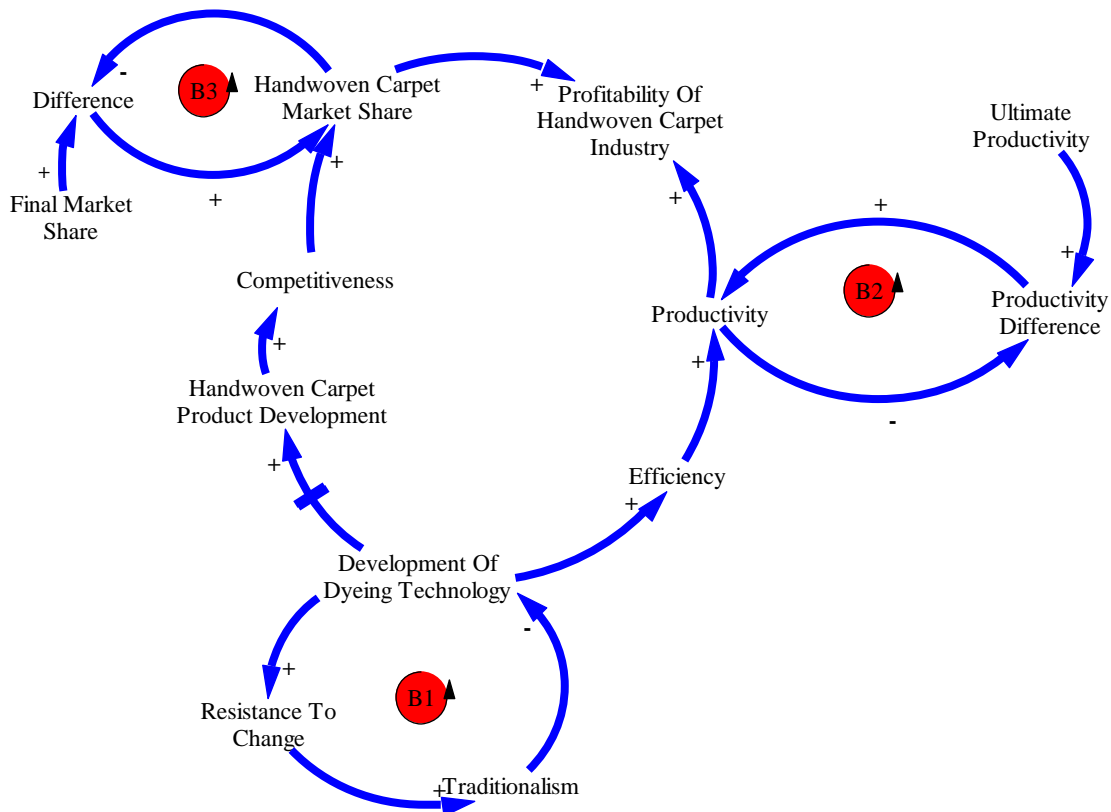 B3
Difference
Handwoven Carpet
Market Share
-
+
Profitability Of
Handwoven Carpet
Industry
Ultimate
Productivity
+
+
+
Final Market
Share
+
+
+
+
Competitiveness
B2
Productivity
Productivity
Difference
+
+
Handwoven Carpet
Product Development
-
+
Efficiency
+
Development Of
Dyeing Technology
-
+
B1
Resistance To
Change
+
Traditionalism